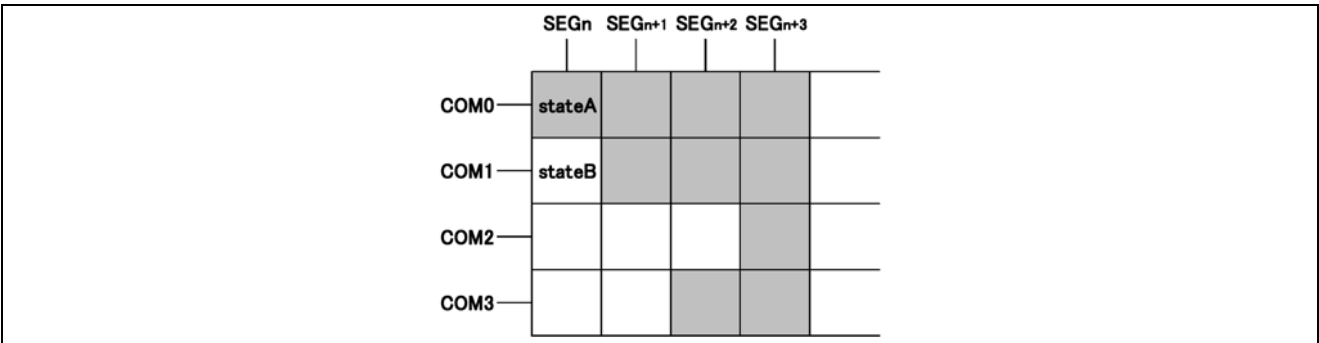 SEGn SEGn+1 SEGn+2 SEGn+3
COM0 stateA
COM1 stateB
COM2
COM3